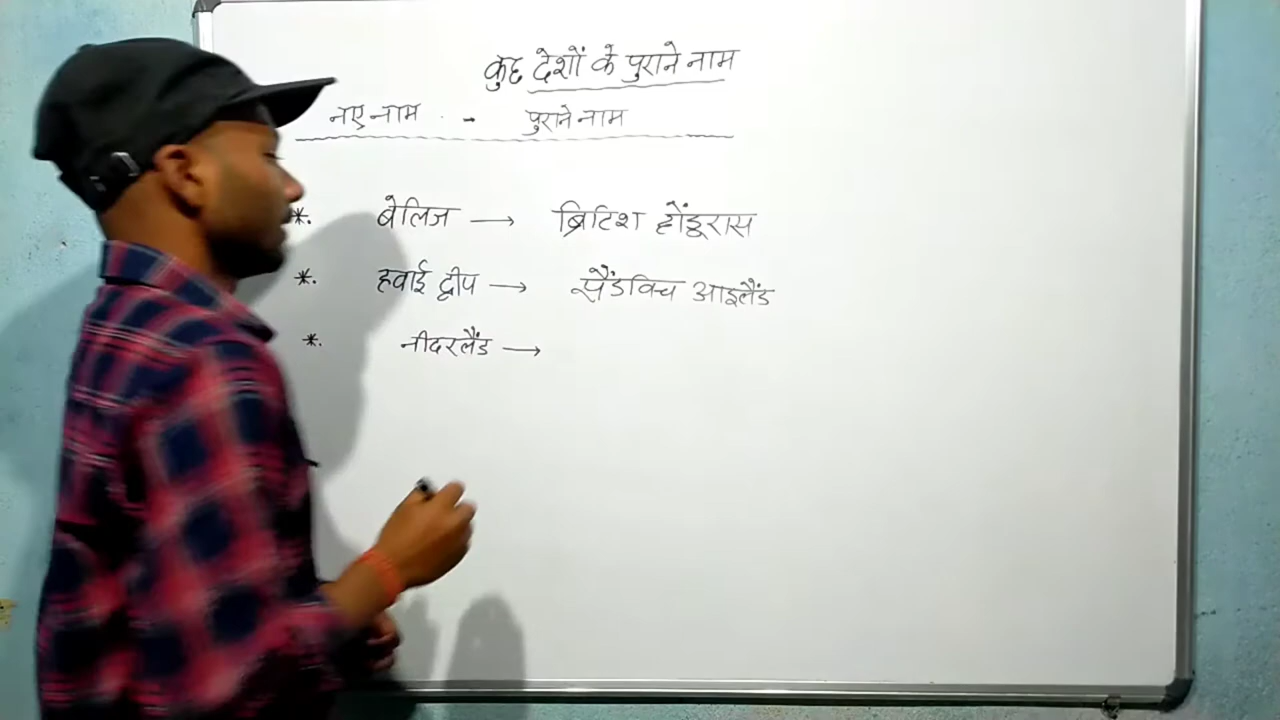 कुछ देशों के पुराने नाम
नए नाम - पुराने नाम
*. बेलिज → ब्रिटिश होंडूरास
*. हवाई द्वीप → सैंडविच आइलैंड
*. नीदरलैंड →